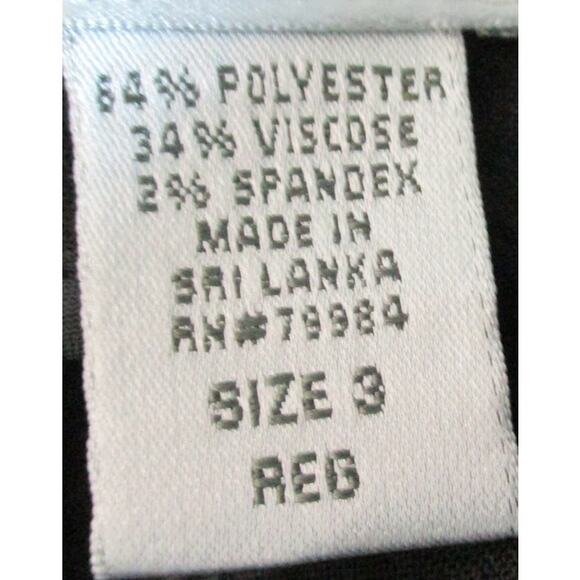 64% POLYESTER
34% VISCOSE
2% SPANDEX
MADE IN
SRI LANKA
RN#79984
SIZE 3
REG